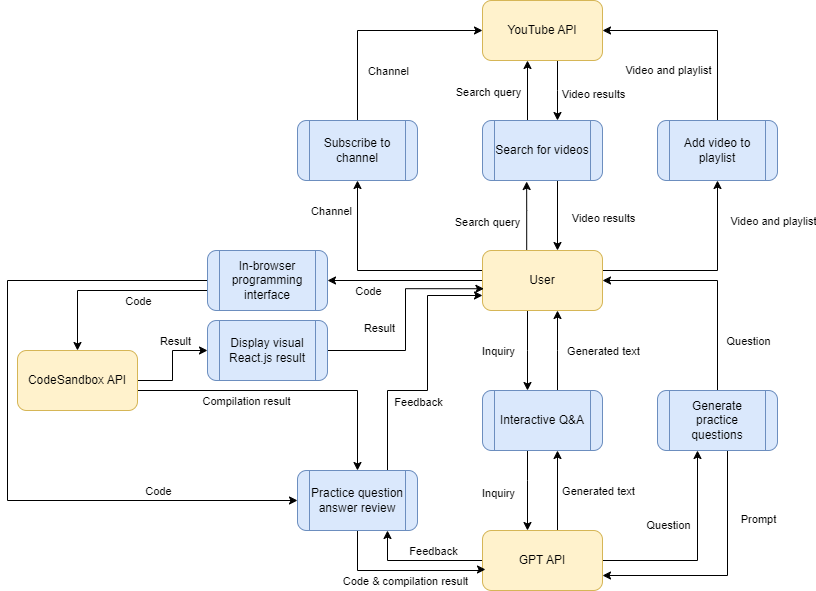 YouTube API
Channel
Video and playlist
Search query
Video results
Subscribe to
channel
Search for videos
Add video to
playlist
Channel
Search query
Video results
Video and playlist
In-browser
programming
interface
User
Code
Code
Result
Display visual
React.js result
Result
Question
Inquiry
Generated text
CodeSandbox API
Compilation result
Feedback
Interactive Q&A
Generate
practice
questions
Code
Practice question
answer review
Inquiry
Generated text
Question
Prompt
Feedback
GPT API
Code & compilation result